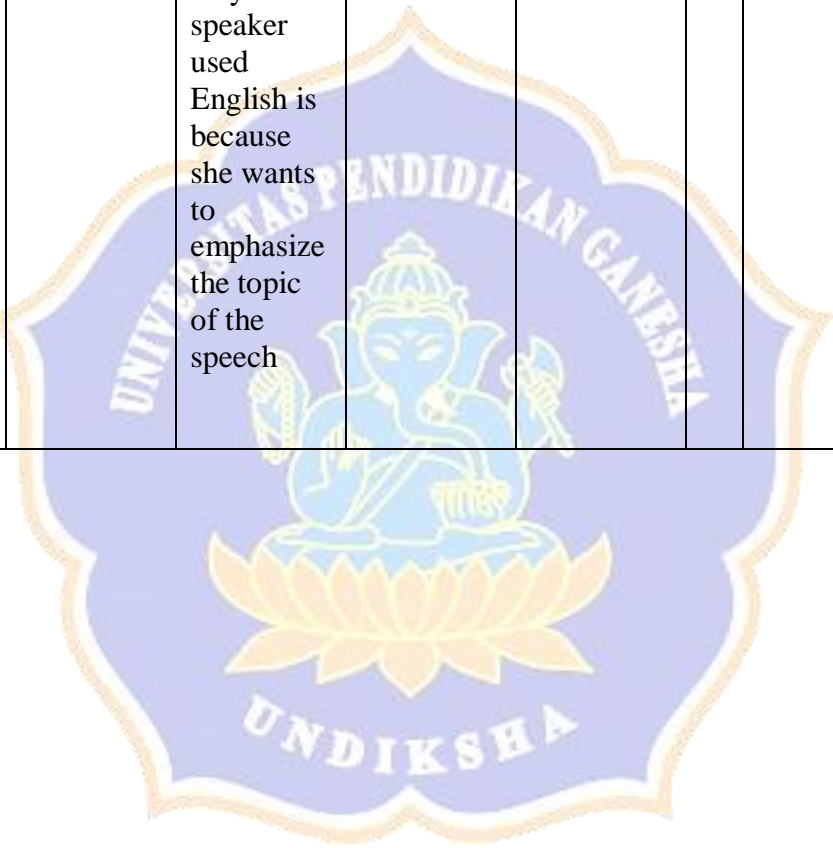 speaker
used
English is
because
she wants
to
emphasize
the topic
of the
speech
UNIVERSITAS PENDIDIKAN GANESHA
UNDIKSHA